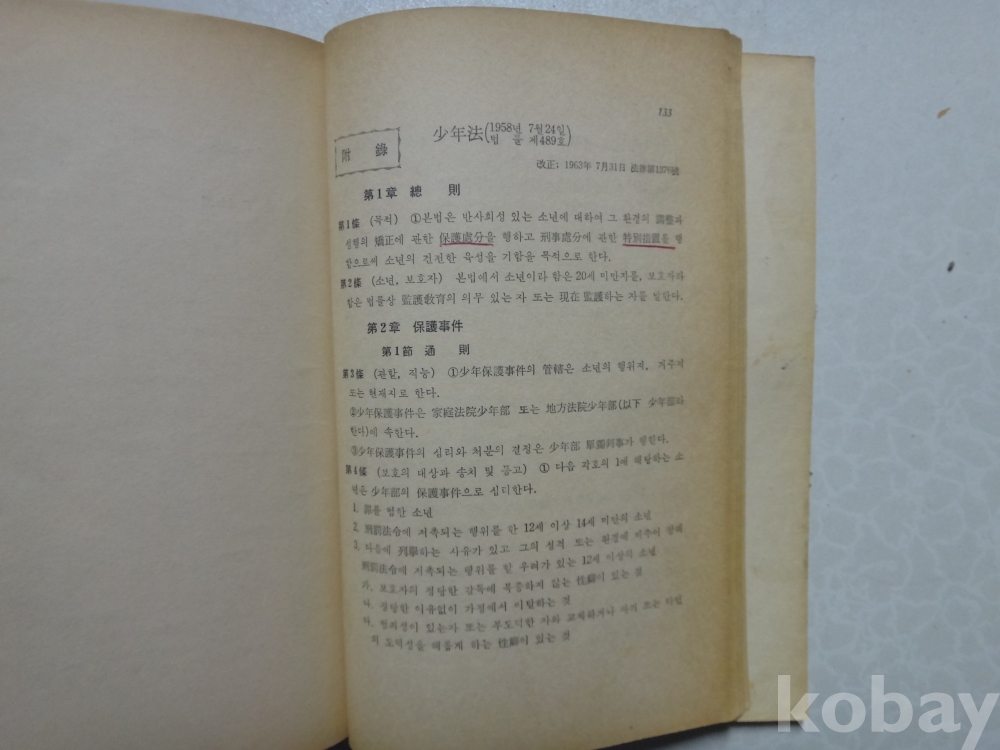 133
附 錄
少年法(1958년 7월24일
법 률 제489호)
改正: 1963年 7月31日 法律第1376號
第1章 總 則
第1條 (목적) ①본법은 반사회성 있는 소년에 대하여 그 환경의 調整과
성행의 矯正에 관한 保護處分을 행하고 刑事處分에 관한 特別措置를 행
함으로써 소년의 건전한 육성을 기함을 목적으로 한다.
第2條 (소년, 보호자) 본법에서 소년이라 함은 20세 미만자를, 보호자라
함은 법률상 監護敎育의 의무 있는 자 또는 現在 監護하는 자를 말한다.
第2章 保護事件
第1節 通 則
第3條 (관할, 직능) ①少年保護事件의 管轄은 소년의 행위지, 거주지
또는 현재지로 한다.
②少年保護事件은 家庭法院少年部 또는 地方法院少年部(以下 少年部라
한다)에 속한다.
③少年保護事件의 심리와 처분의 결정은 少年部 單獨判事가 행한다.
第4條 (보호의 대상과 송치 및 통고) ① 다음 각호의 1에 해당하는 소
년은 少年部의 保護事件으로 심리한다.
1. 罪를 범한 소년
2. 刑罰法令에 저촉되는 행위를 한 12세 이상 14세 미만의 소년
3. 다음에 列擧하는 사유가 있고 그의 성격 또는 환경에 비추어 장래
刑罰法令에 저촉되는 행위를 할 우려가 있는 12세 이상의 소년
가. 보호자의 정당한 감독에 복종하지 않는 性癖이 있는 것
나. 정당한 이유없이 가정에서 이탈하는 것
다. 범죄성이 있는자 또는 부도덕한 자와 교제하거나 자기 또는 타인
의 도덕성을 해롭게 하는 性癖이 있는 것
kobay